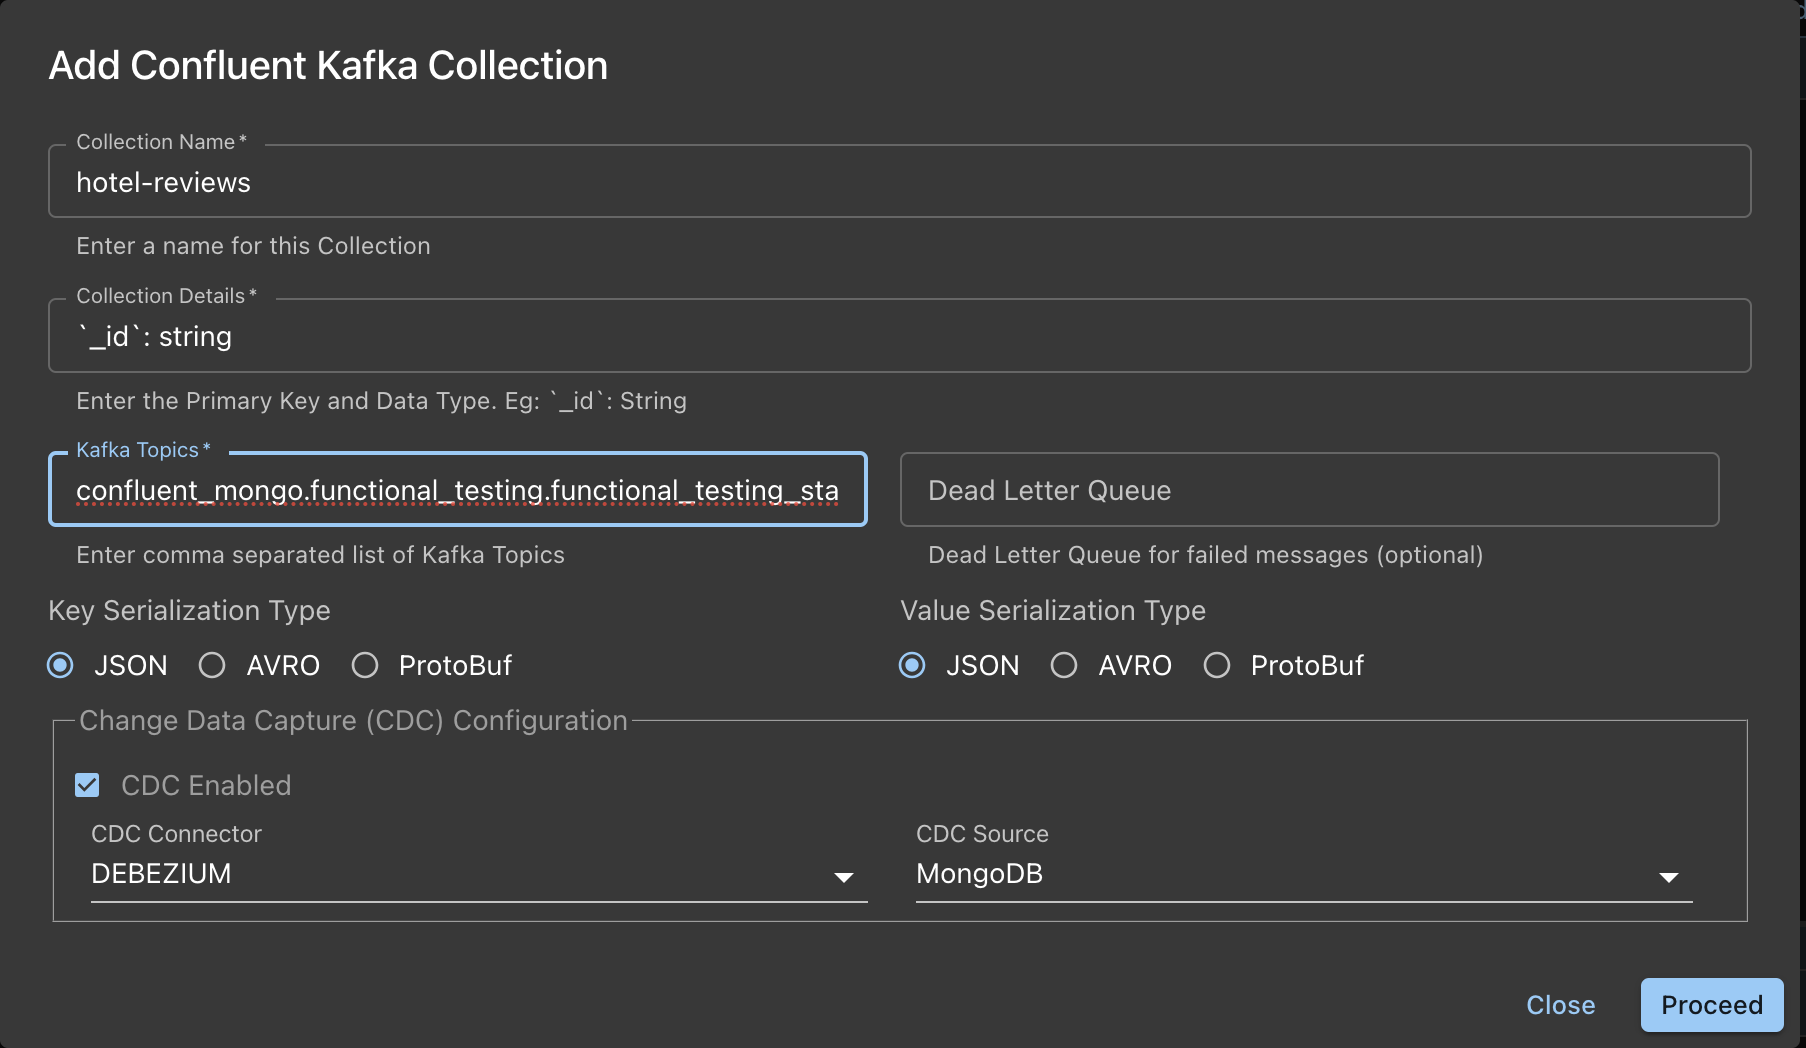 Add Confluent Kafka Collection
Collection Name *
hotel-reviews
Enter a name for this Collection
Collection Details *
`_id`: string
Enter the Primary Key and Data Type. Eg: `_id`: String
Kafka Topics *
confluent_mongo.functional_testing.functional_testing_sta
Dead Letter Queue
Enter comma separated list of Kafka Topics
Dead Letter Queue for failed messages (optional)
Key Serialization Type
Value Serialization Type
JSON AVRO ProtoBuf
JSON AVRO ProtoBuf
Change Data Capture (CDC) Configuration
CDC Enabled
CDC Connector
DEBEZIUM
CDC Source
MongoDB
Close Proceed